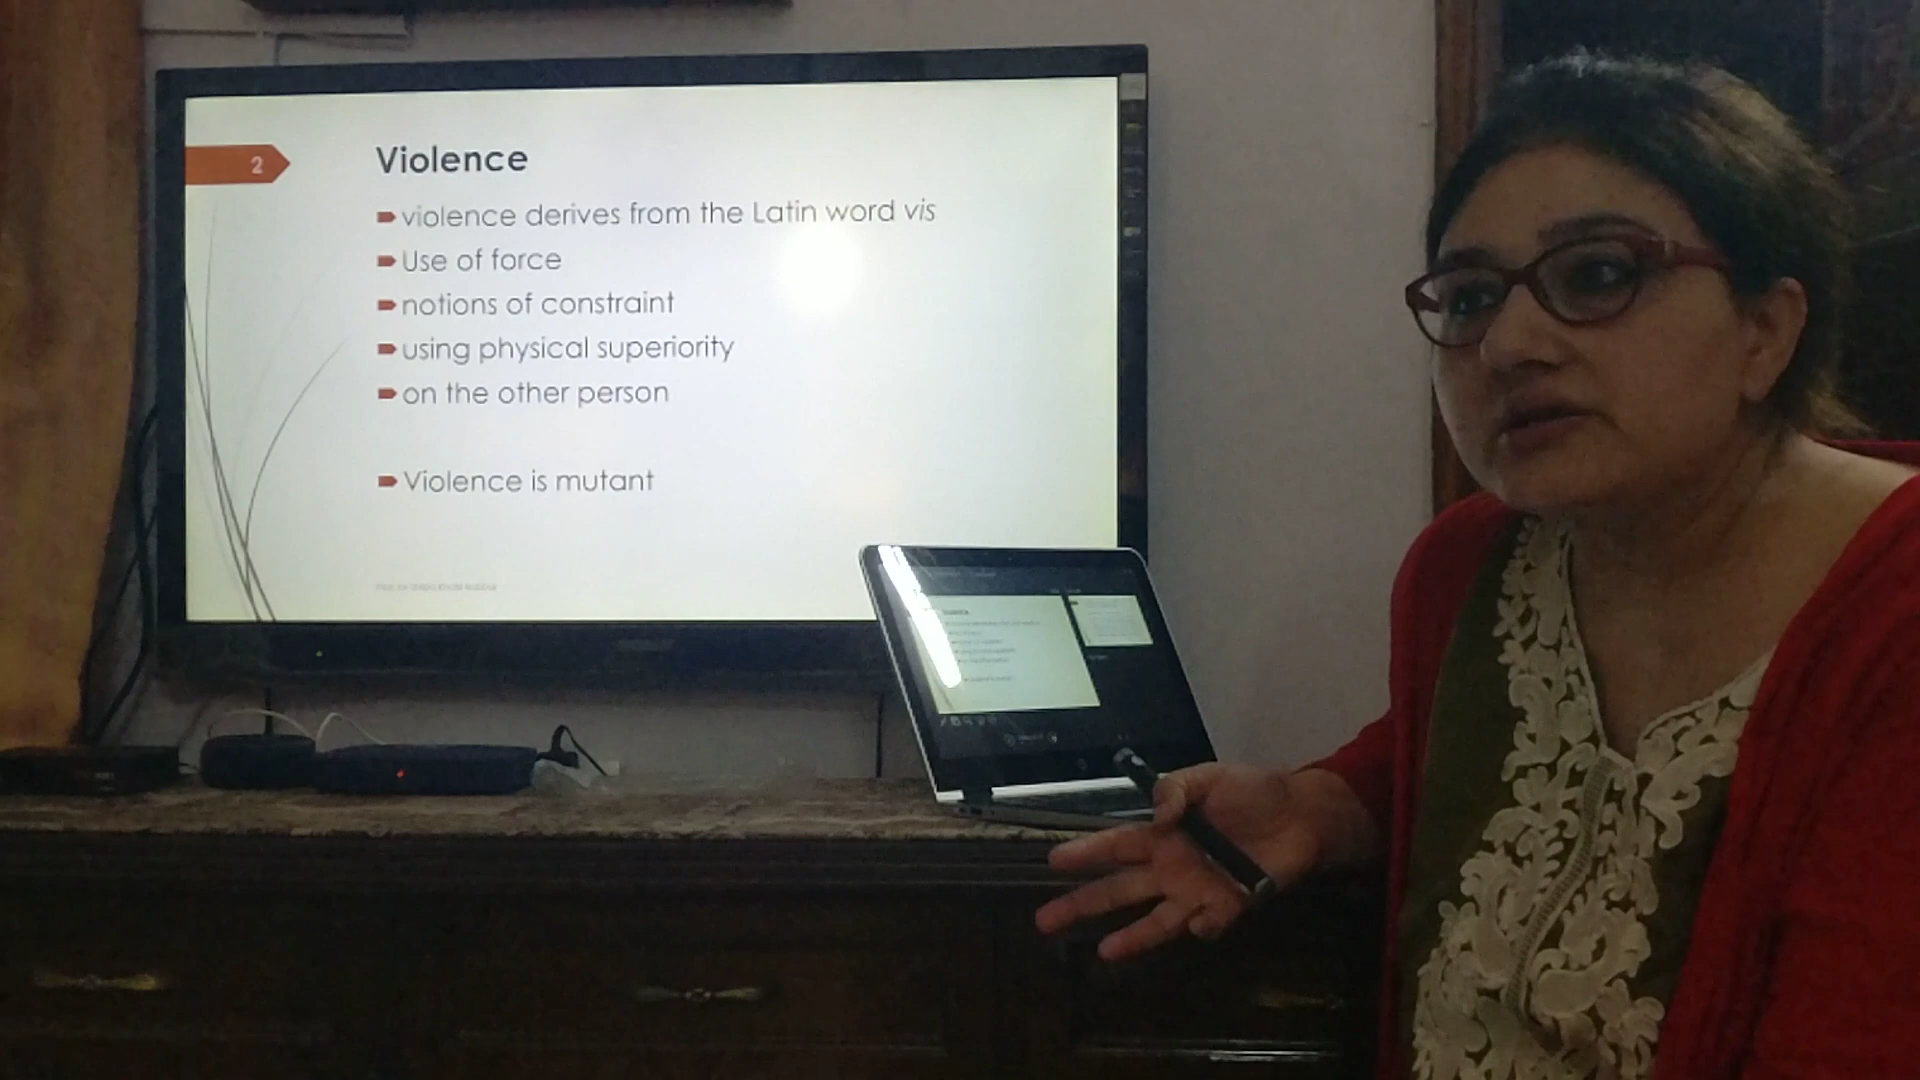 2
Violence
violence derives from the Latin word vis
Use of force
notions of constraint
using physical superiority
on the other person
Violence is mutant